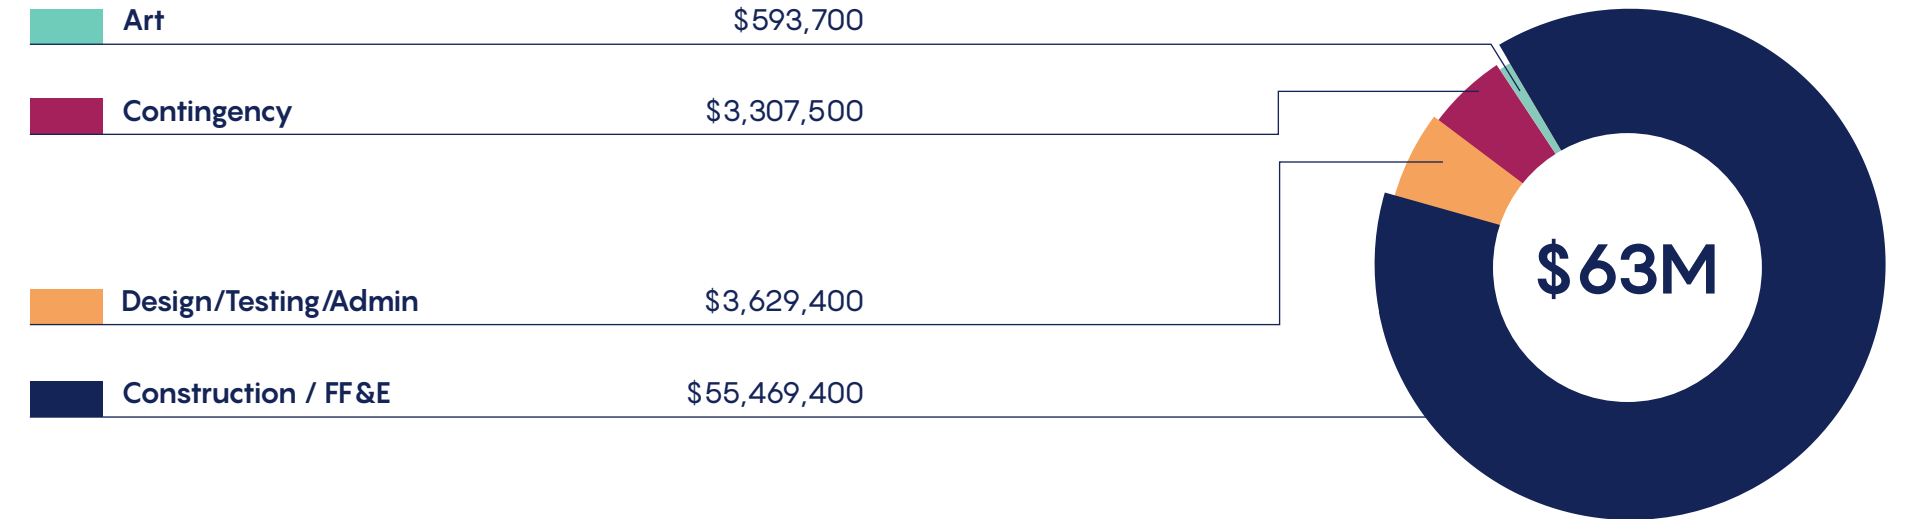 Art $593,700
Contingency $3,307,500
Design/Testing/Admin $3,629,400
Construction / FF&E $55,469,400
$63M